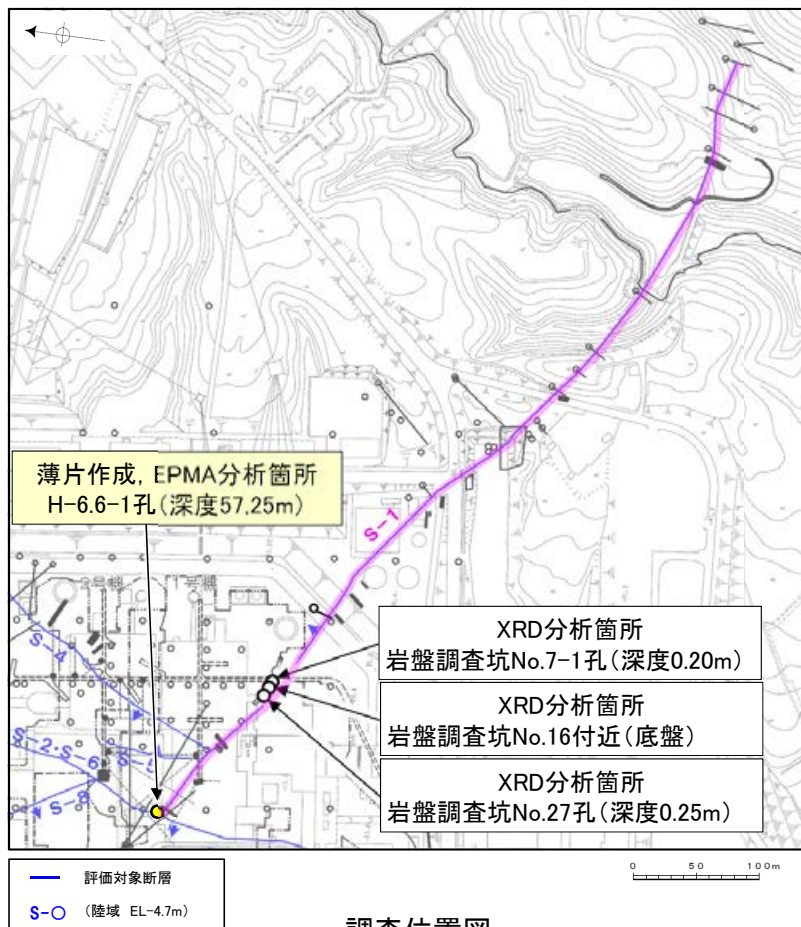 薄片作成, EPMA分析箇所
H-6.6-1孔(深度57.25m)
S-1
XRD分析箇所
岩盤調査坑No.7-1孔(深度0.20m)
XRD分析箇所
岩盤調査坑No.16付近(底盤)
XRD分析箇所
岩盤調査坑No.27孔(深度0.25m)
S-4
S-2・S-6
S-8
0 50 100m
評価対象断層
S-○ (陸域 EL-4.7m)
調査位置図